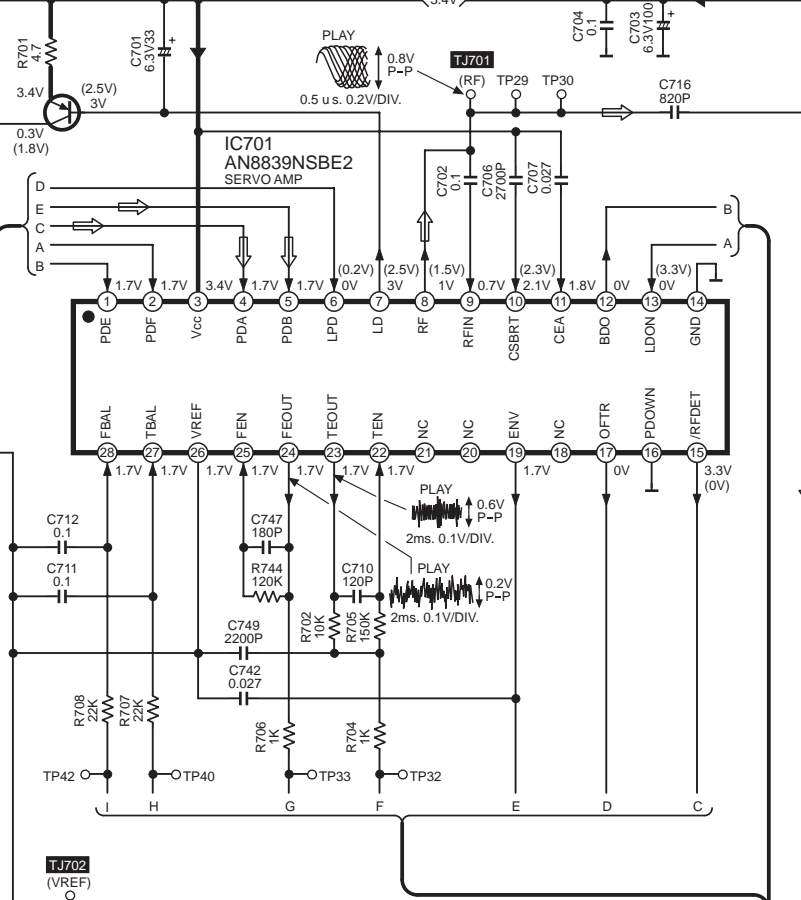 3.4V
R701
4.7
C701
6.3V33
+
PLAY
0.8V
P–P
0.5 u s. 0.2V/DIV.
TJ701
(RF)
TP29
TP30
C704
0.1
C703
6.3V100
+
C716
820P
3.4V
(2.5V)
3V
0.3V
(1.8V)
IC701
AN8839NSBE2
SERVO AMP
C702
0.1
C706
2700P
C707
0.027
D
E
C
A
B
B
A
1.7V
1.7V
3.4V
1.7V
1.7V
(0.2V)
0V
(2.5V)
3V
(1.5V)
1V
0.7V
(2.3V)
2.1V
1.8V
0V
(3.3V)
0V
0V
1 2 3 4 5 6 7 8 9 10 11 12 13 14
PDE PDF Vcc PDA PDB LPD LD RF RFIN CSBRT CEA BDO LDON GND
FBAL TBAL VREF FEN FEOUT TEOUT TEN NC NC ENV NC OFTR PDOWN /RFDET
28 27 26 25 24 23 22 21 20 19 18 17 16 15
1.7V 1.7V 1.7V 1.7V 1.7V 1.7V 1.7V 1.7V 0V 3.3V
(0V)
PLAY
0.6V
P–P
2ms. 0.1V/DIV.
C712
0.1
C747
180P
C711
0.1
R744
120K
C710
120P
PLAY
0.2V
P–P
2ms. 0.1V/DIV.
C749
2200P
R702
10K
R705
150K
C742
0.027
R708
22K
R707
22K
R706
1K
R704
1K
TP42
TP40
TP33
TP32
I H G F E D C
TJ702
(VREF)